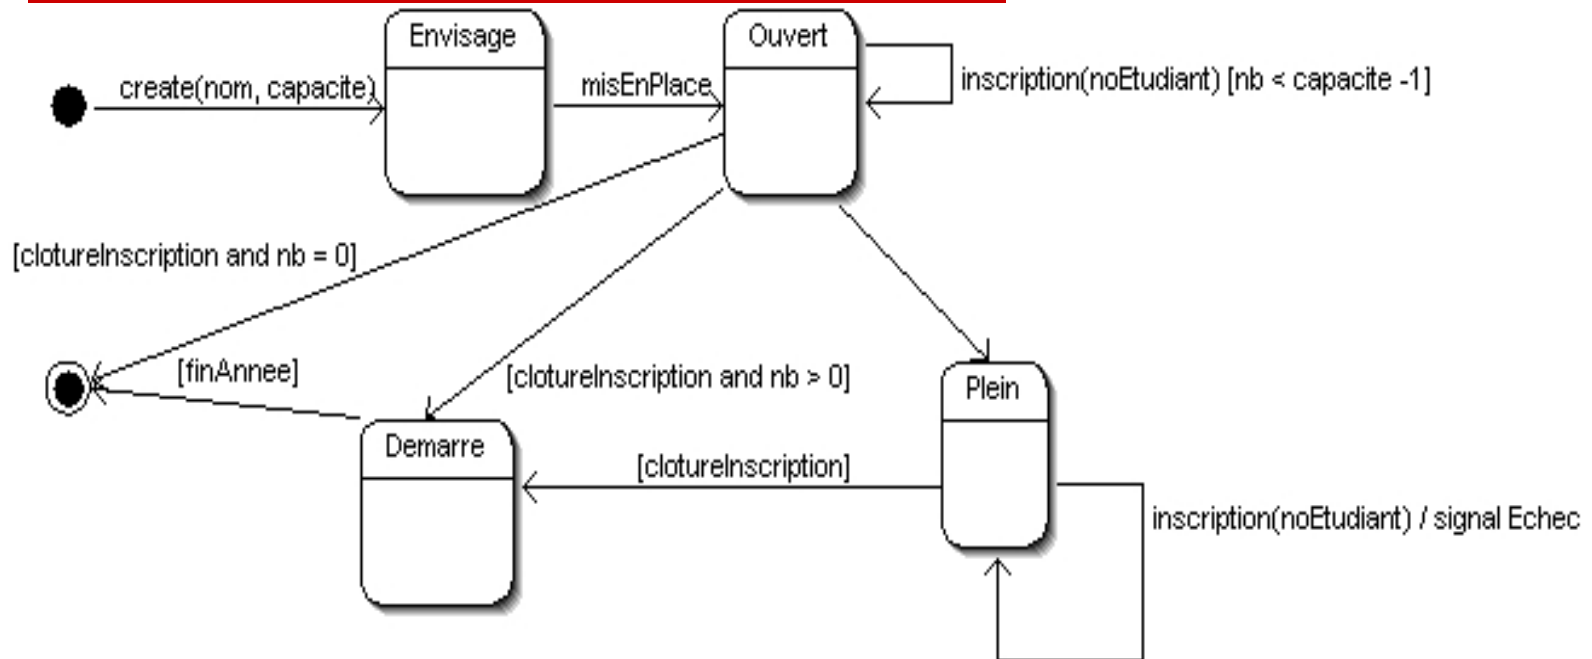 Envisage
Ouvert
create(nom, capacite)
misEnPlace
inscription(noEtudiant) [nb < capacite -1]
[clotureInscription and nb = 0]
[finAnnee]
[clotureInscription and nb > 0]
Plein
Demarre
[clotureInscription]
inscription(noEtudiant) / signal Echec